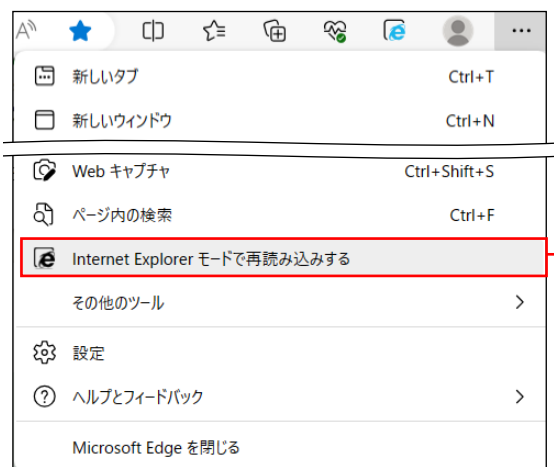 A
新しいタブ Ctrl+T
新しいウィンドウ Ctrl+N
Web キャプチャ Ctrl+Shift+S
ページ内の検索 Ctrl+F
Internet Explorer モードで再読み込みする
その他のツール
設定
ヘルプとフィードバック
Microsoft Edge を閉じる